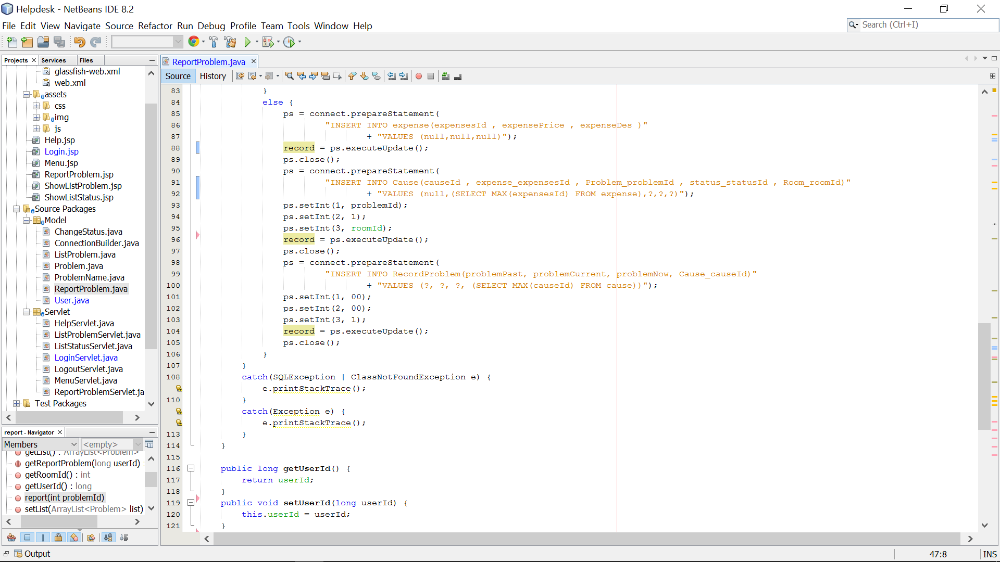 Helpdesk - NetBeans IDE 8.2
File Edit View Navigate Source Refactor Run Debug Profile Team Tools Window Help
Search (Ctrl+I)
Projects Services Files
glassfish-web.xml
web.xml
assets
css
img
js
Help.jsp
Login.jsp
Menu.jsp
ReportProblem.jsp
ShowListProblem.jsp
ShowListStatus.jsp
Source Packages
Model
ChangeStatus.java
ConnectionBuilder.java
ListProblem.java
Problem.java
ProblemName.java
ReportProblem.java
User.java
Servlet
HelpServlet.java
ListProblemServlet.java
ListStatusServlet.java
LoginServlet.java
LogoutServlet.java
MenuServlet.java
ReportProblemServlet.ja
Test Packages
report - Navigator
Members <empty>
getList() : ArrayList<Problem>
getReportProblem(long userId) :
getRoomId() : int
getUserId() : long
report(int problemId)
setList(ArrayList<Problem> list)
ReportProblem.java
Source History
83 }
84 else {
85 ps = connect.prepareStatement(
86 "INSERT INTO expense(expensesId , expensePrice , expenseDes )"
87 + "VALUES (null,null,null)");
88 record = ps.executeUpdate();
89 ps.close();
90 ps = connect.prepareStatement(
91 "INSERT INTO Cause(causeId , expense_expensesId , Problem_problemId , status_statusId , Room_roomId)"
92 + "VALUES (null,(SELECT MAX(expensesId) FROM expense),?,?,?)");
93 ps.setInt(1, problemId);
94 ps.setInt(2, 1);
95 ps.setInt(3, roomId);
96 record = ps.executeUpdate();
97 ps.close();
98 ps = connect.prepareStatement(
99 "INSERT INTO RecordProblem(problemPast, problemCurrent, problemNow, Cause_causeId)"
100 + "VALUES (?, ?, ?, (SELECT MAX(causeId) FROM cause))");
101 ps.setInt(1, 00);
102 ps.setInt(2, 00);
103 ps.setInt(3, 1);
104 record = ps.executeUpdate();
105 ps.close();
106 }
107 }
108 catch(SQLException | ClassNotFoundException e) {
e.printStackTrace();
110 }
catch(Exception e) {
e.printStackTrace();
113 }
114 }
115
116 public long getUserId() {
117 return userId;
118 }
119 public void setUserId(long userId) {
120 this.userId = userId;
121 }
Output
47:8 INS